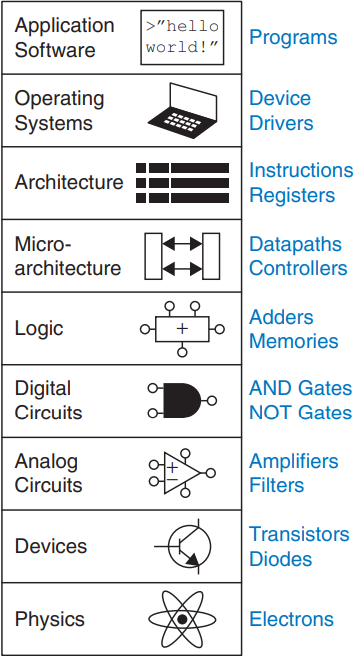 Application
Software
>"hello
world!"
Programs
Operating
Systems
Device
Drivers
Architecture
Instructions
Registers
Micro-
architecture
Datapaths
Controllers
Logic
+
Adders
Memories
Digital
Circuits
AND Gates
NOT Gates
Analog
Circuits
+
−
Amplifiers
Filters
Devices
Transistors
Diodes
Physics
Electrons